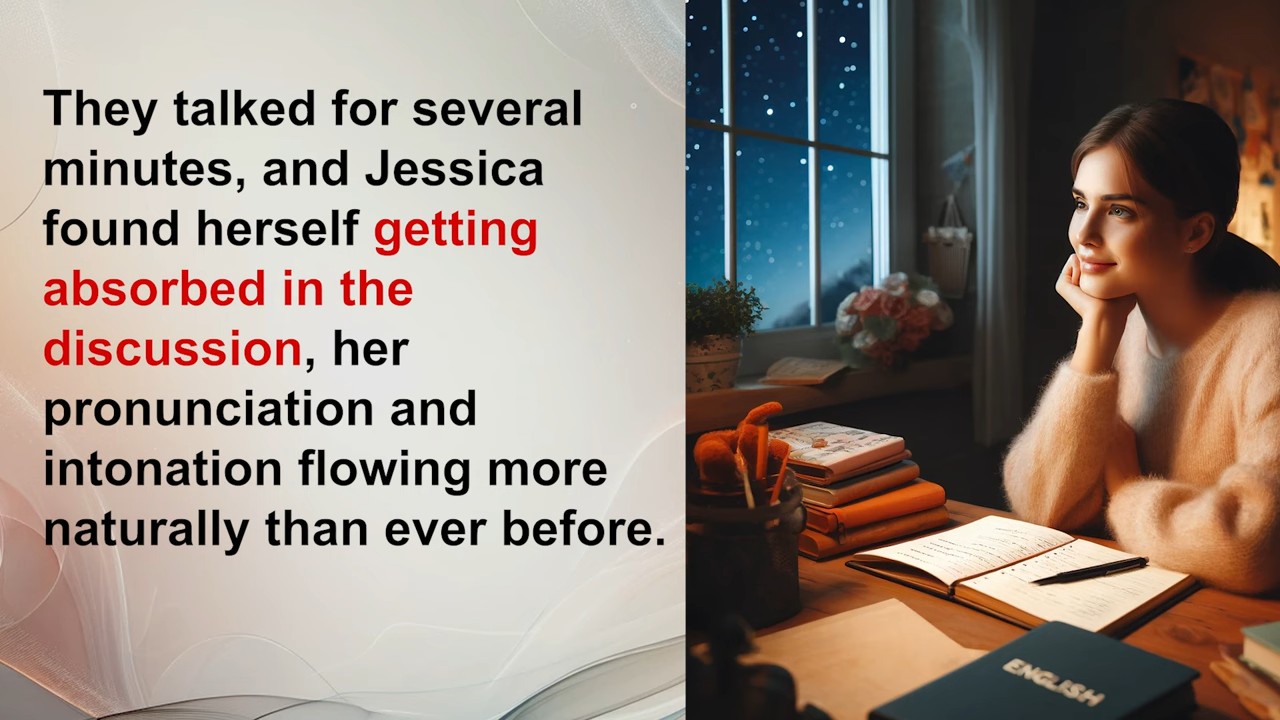 They talked for several
minutes, and Jessica
found herself getting
absorbed in the
discussion, her
pronunciation and
intonation flowing more
naturally than ever before.
ENGLISH